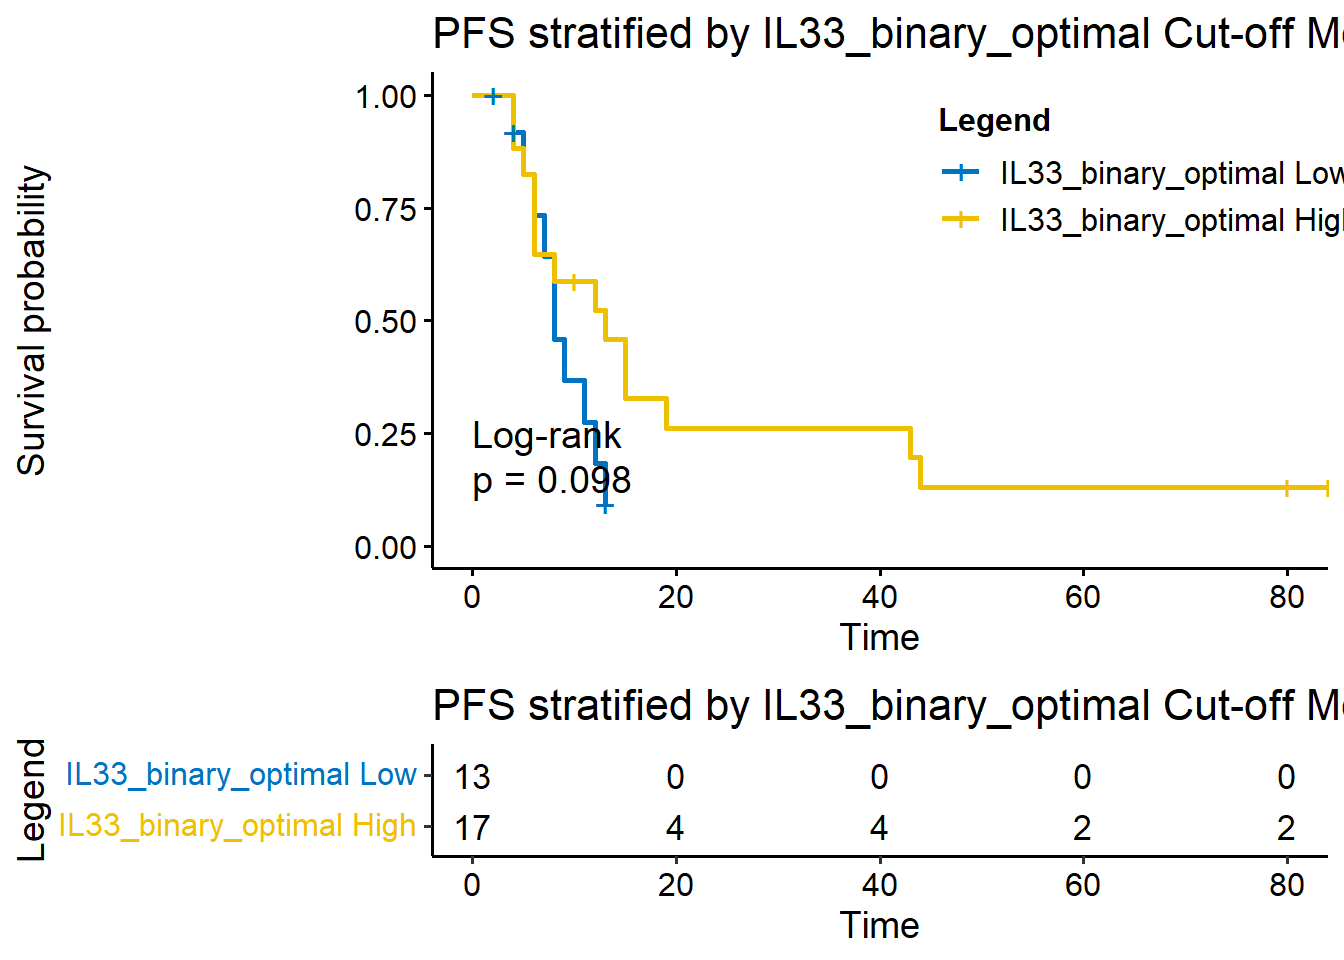 PFS stratified by IL33_binary_optimal Cut-off
Survival probability
1.00
0.75
0.50
0.25
0.00
Legend
IL33_binary_optimal Low
IL33_binary_optimal High
Log-rank
p = 0.098
0 20 40 60 80
Time
PFS stratified by IL33_binary_optimal Cut-off
Legend
IL33_binary_optimal Low 13 0 0 0 0
IL33_binary_optimal High 17 4 4 2 2
0 20 40 60 80
Time